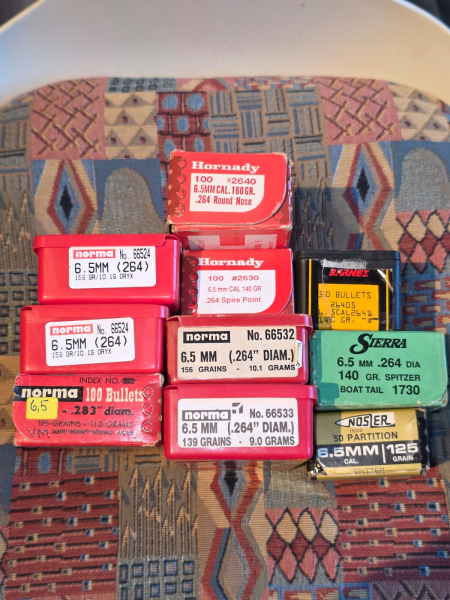 Hornady
100 #2640
6.5MM CAL. 160 GR.
.264 Round Nose
norma No. 66524
6.5MM (264)
156 GR/10.1G ORYX
Hornady
100 #2630
6.5 mm CAL 140 GR
.264 Spire Point
BARNES
50 BULLETS
26405
norma No. 66524
6.5MM (264)
156 GR/10.1G ORYX
norma No. 66532
6.5 MM (.264" DIAM.)
156 GRAINS - 10.1 GRAMS
SIERRA
6.5 MM .264 DIA
140 GR. SPITZER
BOAT TAIL 1730
INDEX NO.
norma 100 Bullets
6,5
.283" diam.
norma No. 66533
6.5 MM (.264" DIAM.)
139 GRAINS - 9.0 GRAMS
NOSLER
50 PARTITION
6.5MM 125
CAL. GRAIN
SPITZER